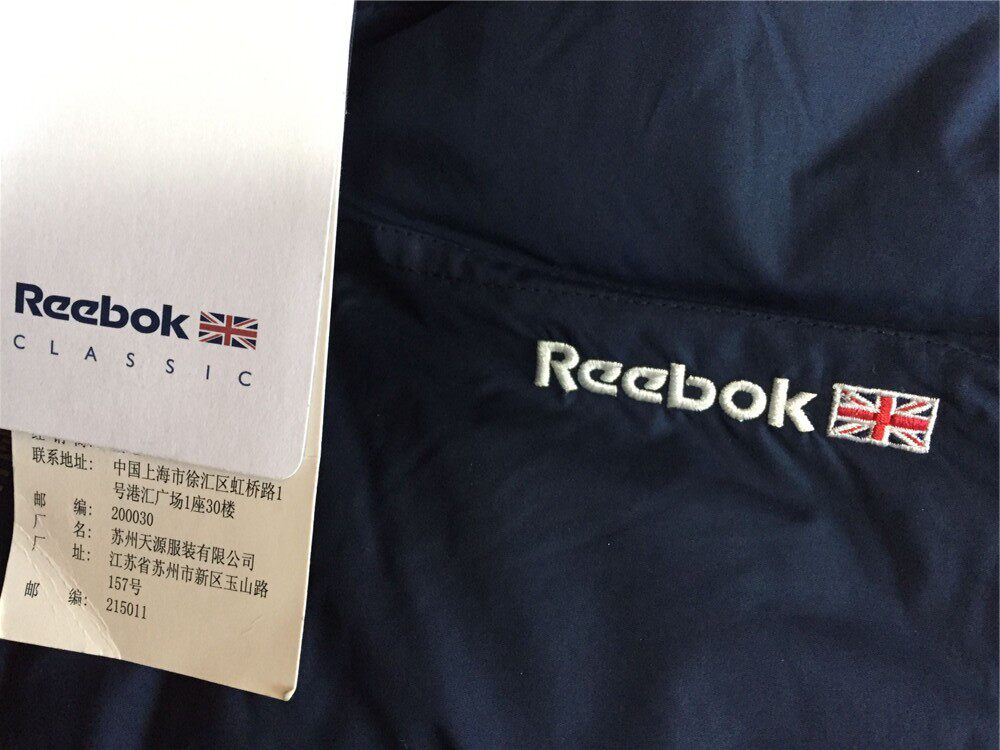 Reebok
CLASSIC
联系地址: 中国上海市徐汇区虹桥路1
号港汇广场1座30楼
邮 编: 200030
厂 名: 苏州天源服装有限公司
厂 址: 江苏省苏州市新区玉山路
157号
邮 编: 215011
Reebok